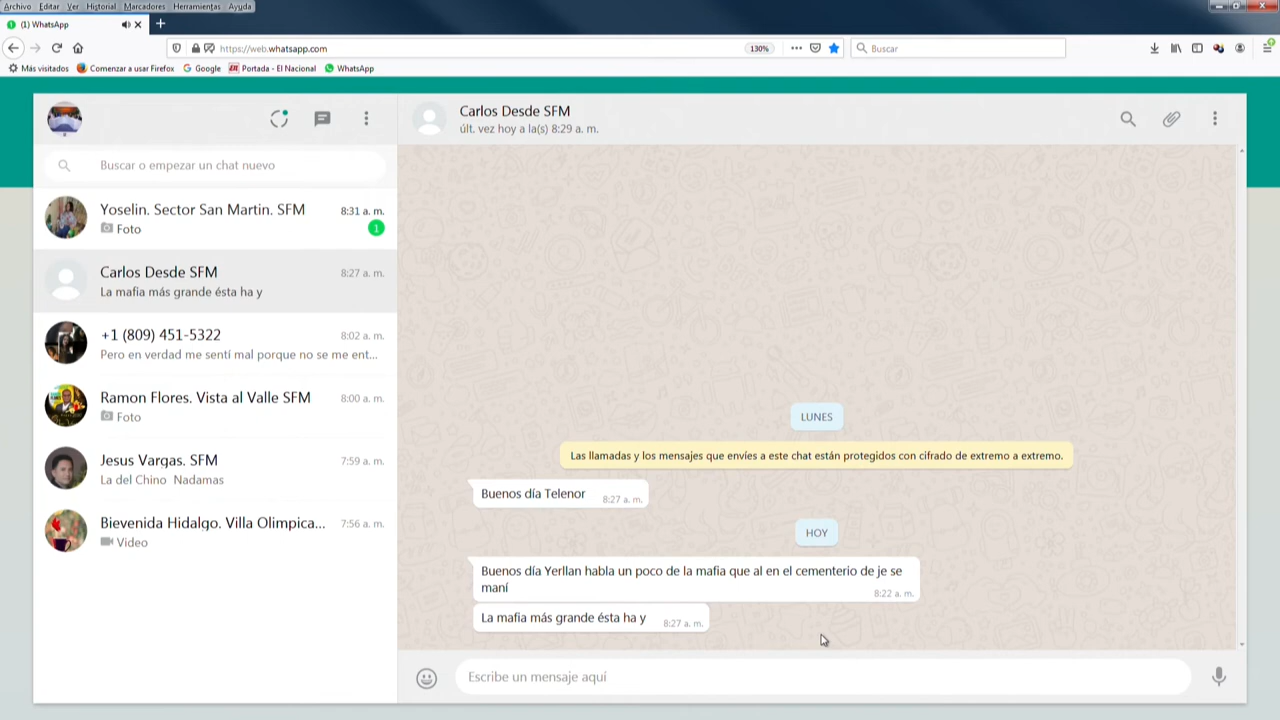 Archivo Editar Ver Historial Marcadores Herramientas Ayuda
(1) WhatsApp
https://web.whatsapp.com
130%
Buscar
Más visitados Comenzar a usar Firefox Google Portada - El Nacional WhatsApp
Carlos Desde SFM
últ. vez hoy a la(s) 8:29 a. m.
Buscar o empezar un chat nuevo
Yoselin. Sector San Martin. SFM 8:31 a. m.
Foto 1
Carlos Desde SFM 8:27 a. m.
La mafia más grande ésta ha y
+1 (809) 451-5322 8:02 a. m.
Pero en verdad me sentí mal porque no se me ent...
Ramon Flores. Vista al Valle SFM 8:00 a. m.
Foto
Jesus Vargas. SFM 7:59 a. m.
La del Chino Nadamas
Bievenida Hidalgo. Villa Olimpica... 7:56 a. m.
Video
LUNES
Las llamadas y los mensajes que envíes a este chat están protegidos con cifrado de extremo a extremo.
Buenos día Telenor 8:27 a. m.
HOY
Buenos día Yerllan habla un poco de la mafia que al en el cementerio de je se
maní 8:22 a. m.
La mafia más grande ésta ha y 8:27 a. m.
Escribe un mensaje aquí